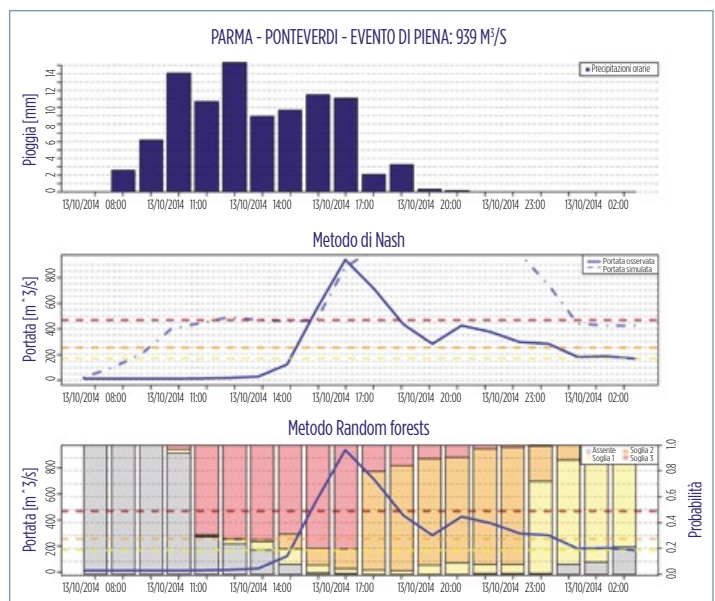 PARMA - PONTEVERDI - EVENTO DI PIENA: 939 M³/S
Precipitazioni orarie
Pioggia [mm]
0 2 4 6 8 10 14
13/10/2014 08:00 13/10/2014 11:00 13/10/2014 14:00 13/10/2014 17:00 13/10/2014 20:00 13/10/2014 23:00 13/10/2014 02:00
Metodo di Nash
Portata osservata
Portata simulata
Portata [m^3/s]
0 200 400 600 800
13/10/2014 08:00 13/10/2014 11:00 13/10/2014 14:00 13/10/2014 17:00 13/10/2014 20:00 13/10/2014 23:00 13/10/2014 02:00
Metodo Random forests
Assente Soglia 2
Soglia 1 Soglia 3
Portata [m^3/s]
0 200 400 600 800
0.0 0.2 0.4 0.6 0.8 1.0
Probabilità
13/10/2014 08:00 13/10/2014 11:00 13/10/2014 14:00 13/10/2014 17:00 13/10/2014 20:00 13/10/2014 23:00 13/10/2014 02:00